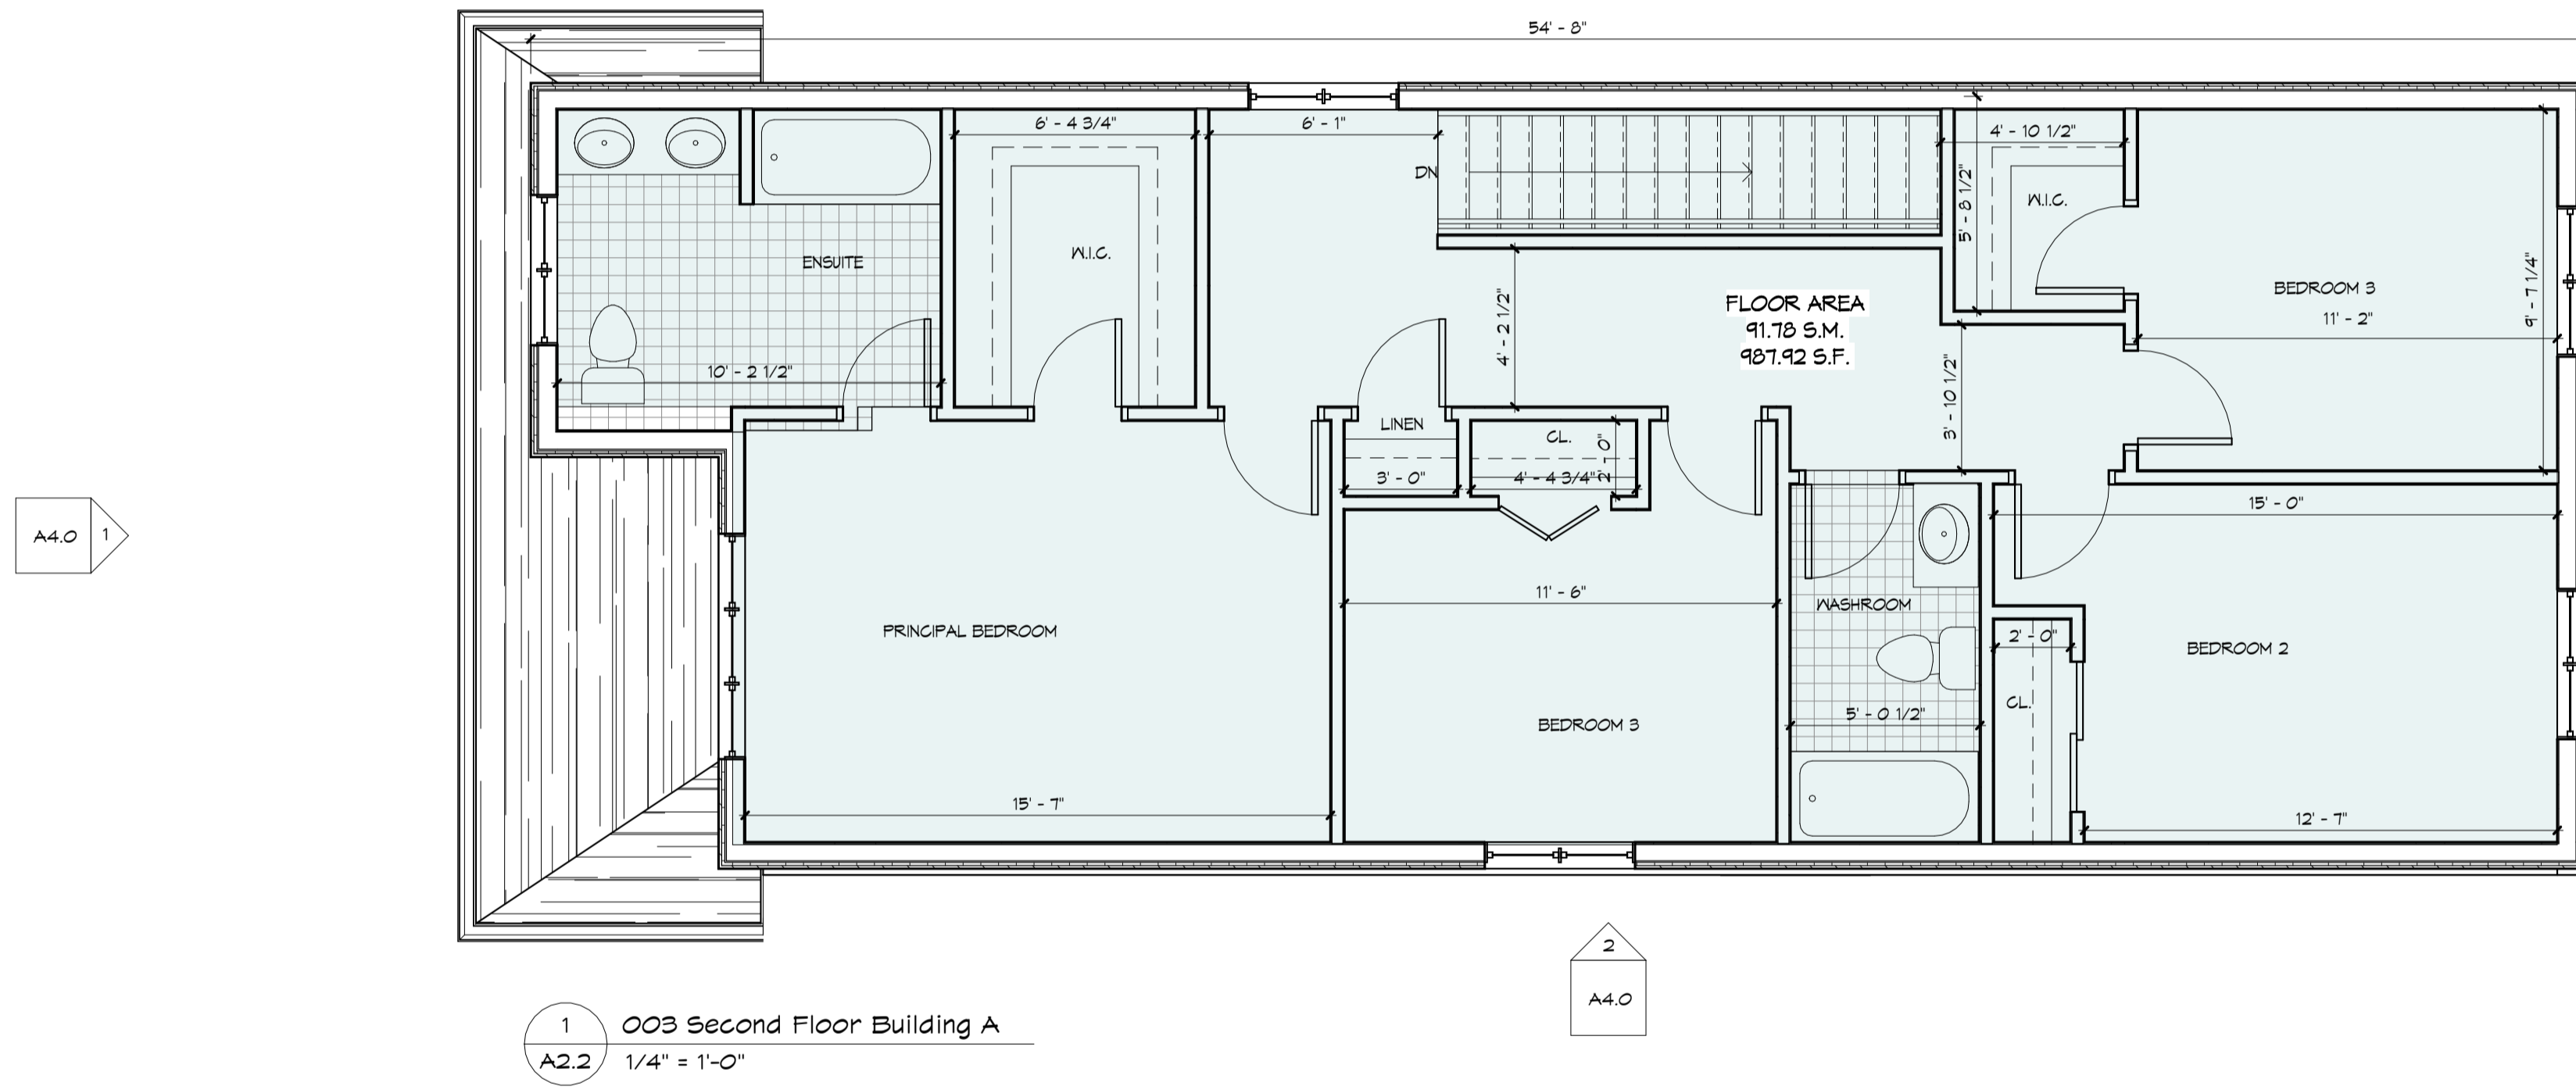 54' - 8"
6' - 4 3/4"
6' - 1"
4' - 10 1/2"
DN
5' - 8 1/2"
W.I.C.
ENSUITE
W.I.C.
BEDROOM 3
11' - 2"
9' - 7 1/4"
4' - 2 1/2"
FLOOR AREA
91.78 S.M.
987.92 S.F.
10' - 2 1/2"
3' - 10 1/2"
LINEN
3' - 0"
CL.
2' - 0"
4' - 4 3/4"
15' - 0"
A4.0
1
11' - 6"
WASHROOM
PRINCIPAL BEDROOM
2' - 0"
BEDROOM 2
CL.
5' - 0 1/2"
BEDROOM 3
15' - 7"
12' - 7"
2
A4.0
1
A2.2
003 Second Floor Building A
1/4" = 1'-0"